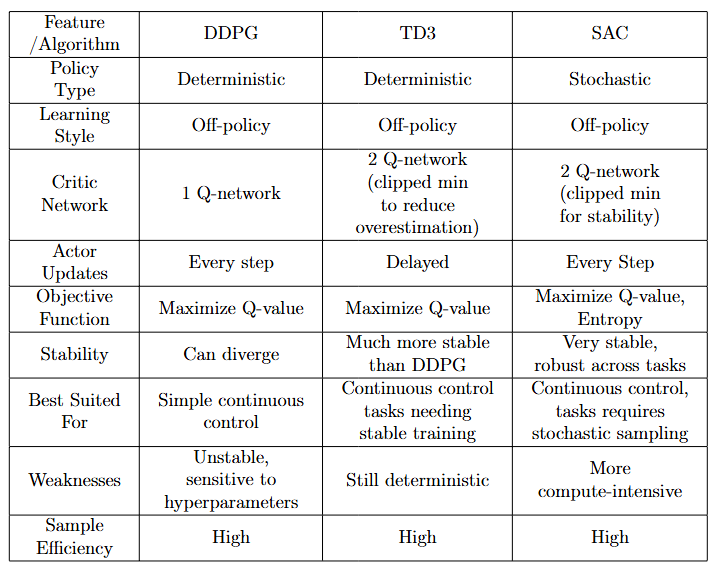 Feature
/Algorithm
DDPG
TD3
SAC
Policy
Type
Deterministic
Deterministic
Stochastic
Learning
Style
Off-policy
Off-policy
Off-policy
Critic
Network
1 Q-network
2 Q-network
(clipped min
to reduce
overestimation)
2 Q-network
(clipped min
for stability)
Actor
Updates
Every step
Delayed
Every Step
Objective
Function
Maximize Q-value
Maximize Q-value
Maximize Q-value,
Entropy
Stability
Can diverge
Much more stable
than DDPG
Very stable,
robust across tasks
Best Suited
For
Simple continuous
control
Continuous control
tasks needing
stable training
Continuous control,
tasks requires
stochastic sampling
Weaknesses
Unstable,
sensitive to
hyperparameters
Still deterministic
More
compute-intensive
Sample
Efficiency
High
High
High